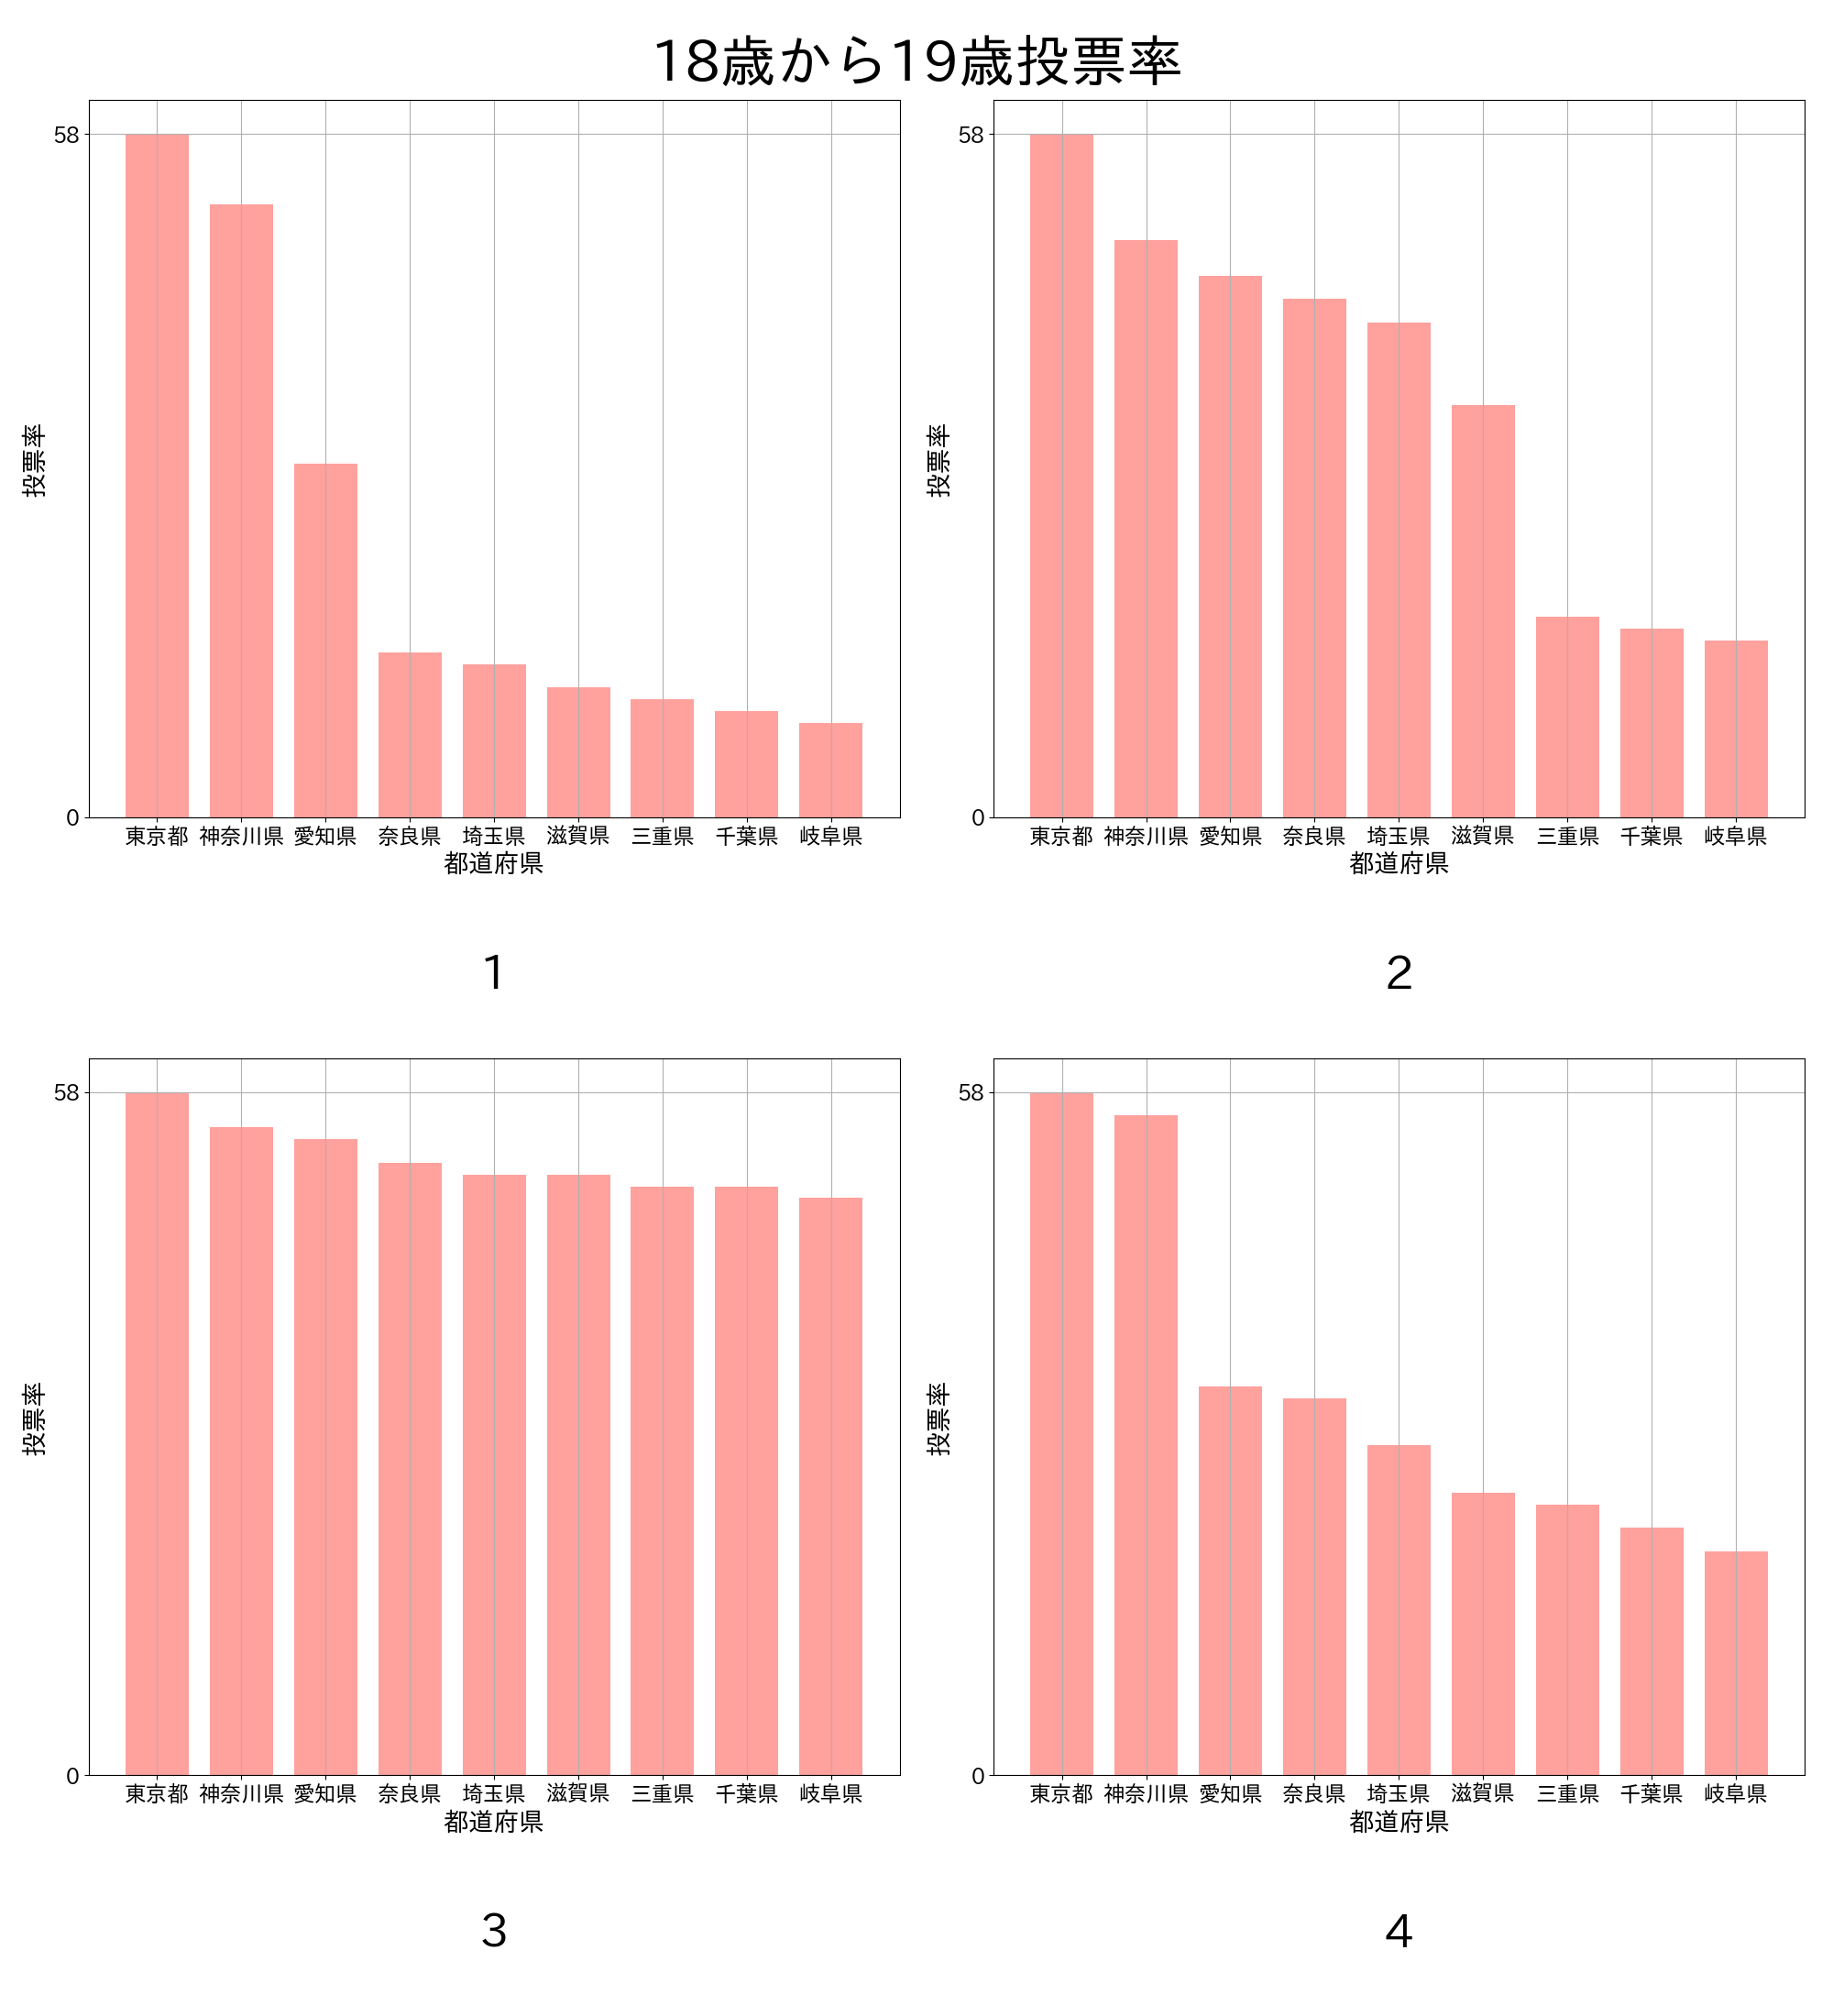 18歳から19歳投票率
58
0
投票率
東京都 神奈川県 愛知県 奈良県 埼玉県 滋賀県 三重県 千葉県 岐阜県
都道府県
1
58
0
投票率
東京都 神奈川県 愛知県 奈良県 埼玉県 滋賀県 三重県 千葉県 岐阜県
都道府県
2
58
0
投票率
東京都 神奈川県 愛知県 奈良県 埼玉県 滋賀県 三重県 千葉県 岐阜県
都道府県
3
58
0
投票率
東京都 神奈川県 愛知県 奈良県 埼玉県 滋賀県 三重県 千葉県 岐阜県
都道府県
4